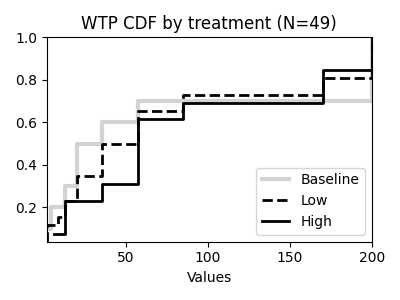 WTP CDF by treatment (N=49)
1.0
0.8
0.6
0.4
0.2
Baseline
Low
High
50 100 150 200
Values